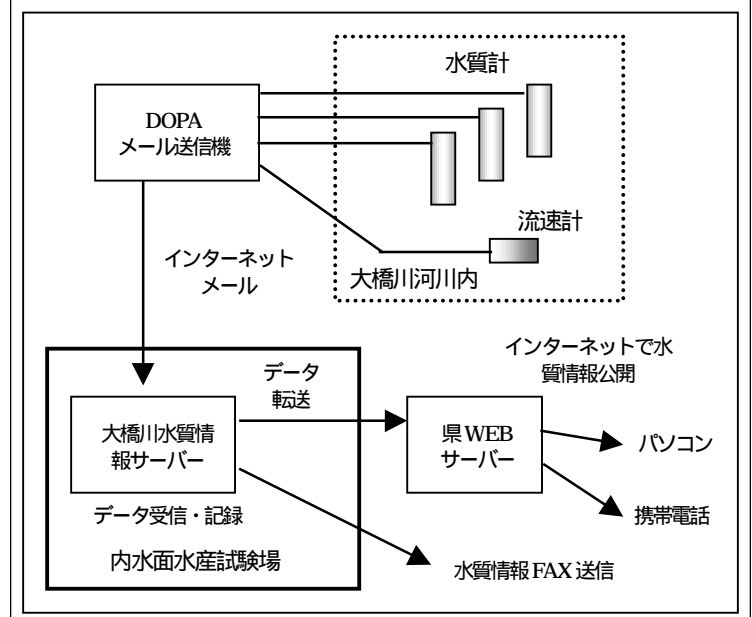 水質計
DOPA
メール送信機
流速計
大橋川河川内
インターネット
メール
インターネットで水
質情報公開
データ
転送
大橋川水質情
報サーバー
県WEB
サーバー
パソコン
データ受信・記録
携帯電話
内水面水産試験場
水質情報FAX送信